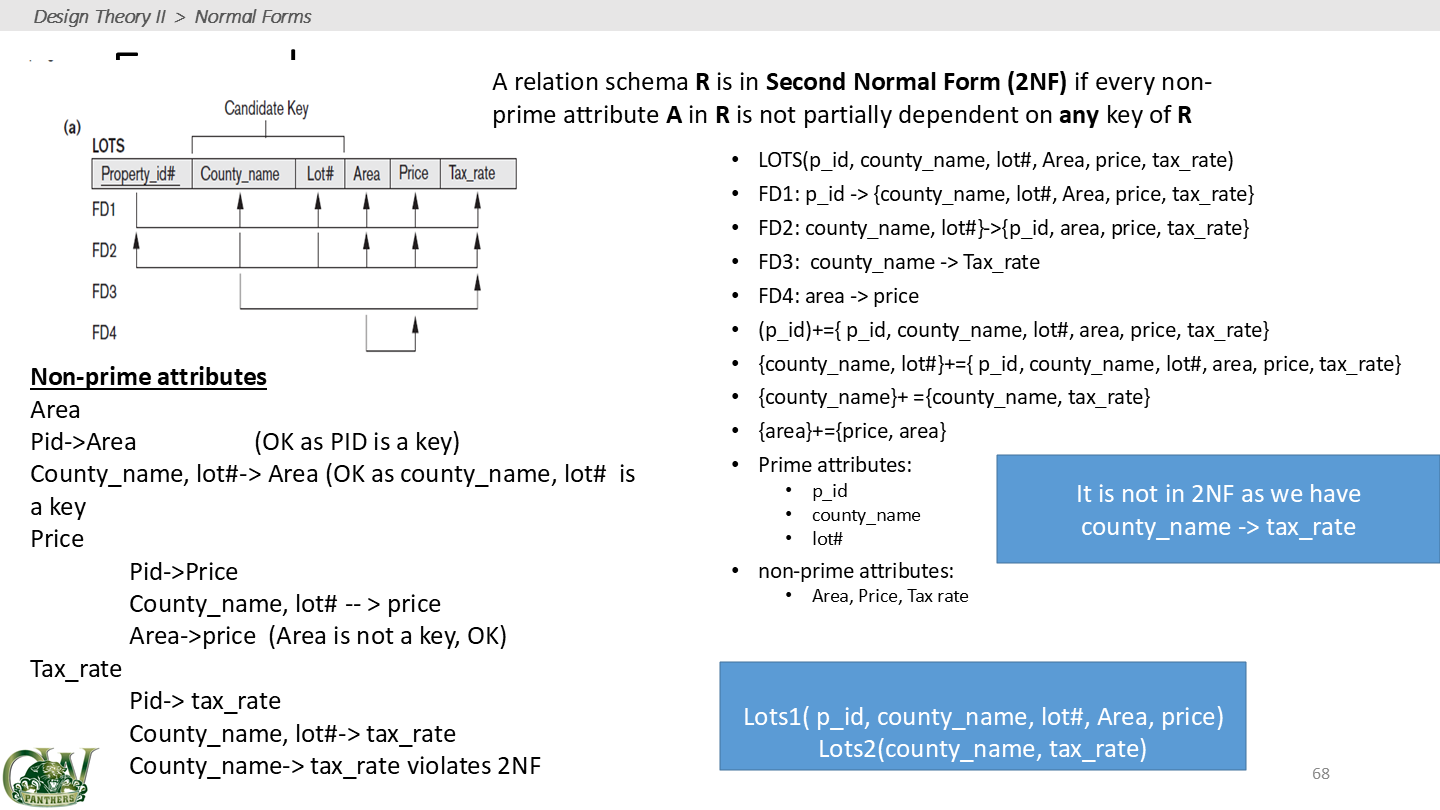 Design Theory II > Normal Forms
A relation schema R is in Second Normal Form (2NF) if every non-
prime attribute A in R is not partially dependent on any key of R
Candidate Key
(a)
LOTS
Property_id# County_name Lot# Area Price Tax_rate
FD1
FD2
FD3
FD4
Non-prime attributes
Area
Pid->Area (OK as PID is a key)
County_name, lot#-> Area (OK as county_name, lot# is
a key
Price
Pid->Price
County_name, lot# -- > price
Area->price (Area is not a key, OK)
Tax_rate
Pid-> tax_rate
County_name, lot#-> tax_rate
County_name-> tax_rate violates 2NF
• LOTS(p_id, county_name, lot#, Area, price, tax_rate)
• FD1: p_id -> {county_name, lot#, Area, price, tax_rate}
• FD2: county_name, lot#}->{p_id, area, price, tax_rate}
• FD3: county_name -> Tax_rate
• FD4: area -> price
• (p_id)+={ p_id, county_name, lot#, area, price, tax_rate}
• {county_name, lot#}+={ p_id, county_name, lot#, area, price, tax_rate}
• {county_name}+ ={county_name, tax_rate}
• {area}+={price, area}
• Prime attributes:
• p_id
• county_name
• lot#
• non-prime attributes:
• Area, Price, Tax rate
It is not in 2NF as we have
county_name -> tax_rate
Lots1( p_id, county_name, lot#, Area, price)
Lots2(county_name, tax_rate)
PANTHERS
68